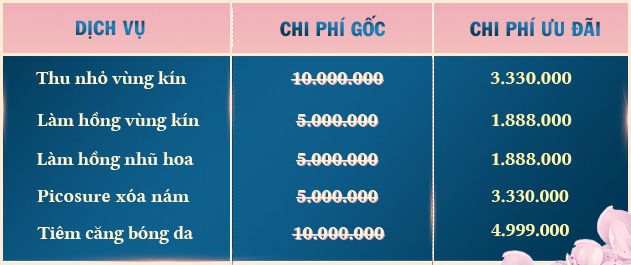 DỊCH VỤ CHI PHÍ GỐC CHI PHÍ ƯU ĐÃI
Thu nhỏ vùng kín 10.000.000 3.330.000
Làm hồng vùng kín 5.000.000 1.888.000
Làm hồng nhũ hoa 5.000.000 1.888.000
Picosure xóa nám 5.000.000 3.330.000
Tiêm căng bóng da 10.000.000 4.999.000